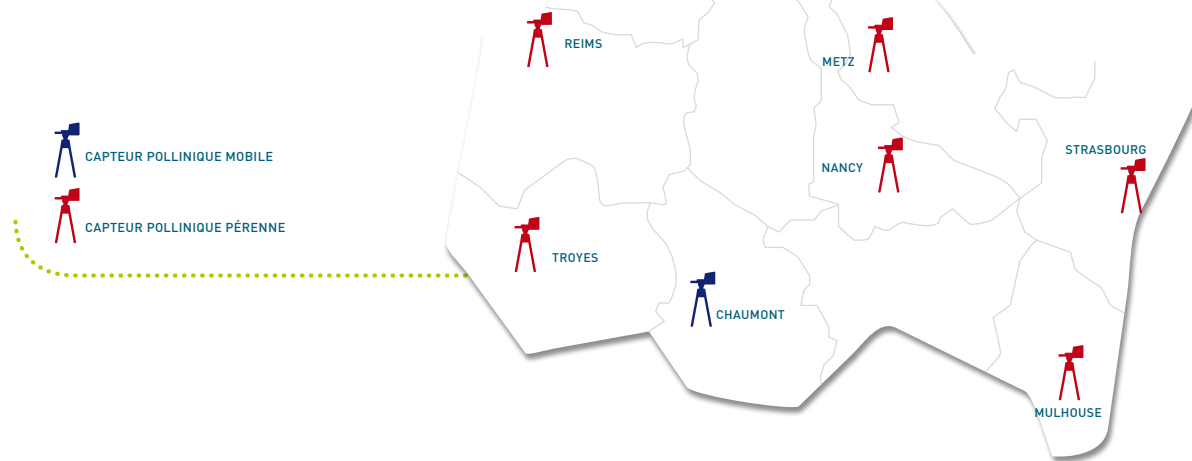 REIMS
METZ
CAPTEUR POLLINIQUE MOBILE
STRASBOURG
NANCY
CAPTEUR POLLINIQUE PÉRENNE
TROYES
CHAUMONT
MULHOUSE